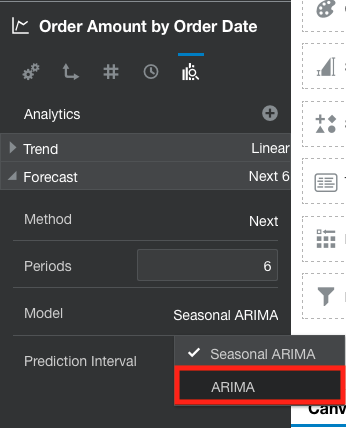 Order Amount by Order Date
Analytics
Trend Linear
Forecast Next 6
Method Next
Periods 6
Model Seasonal ARIMA
Prediction Interval
Seasonal ARIMA
ARIMA